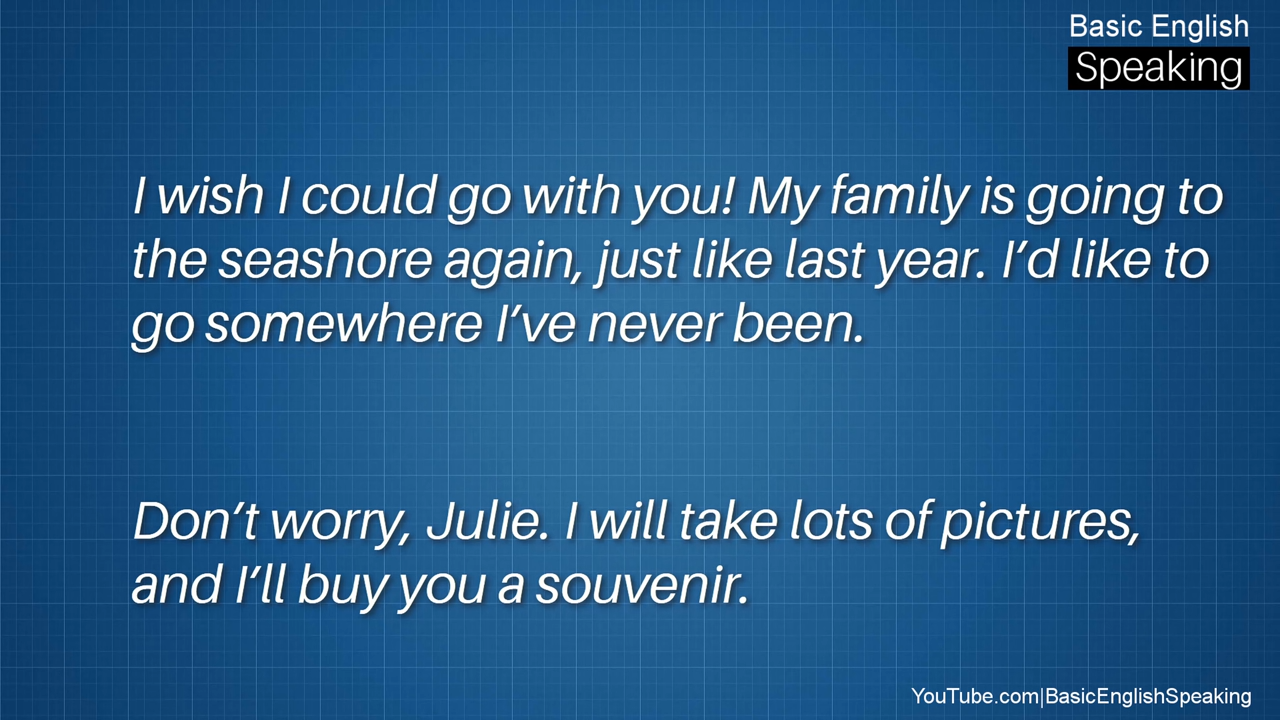 Basic English
Speaking
I wish I could go with you! My family is going to
the seashore again, just like last year. I’d like to
go somewhere I’ve never been.
Don’t worry, Julie. I will take lots of pictures,
and I’ll buy you a souvenir.
YouTube.com|BasicEnglishSpeaking